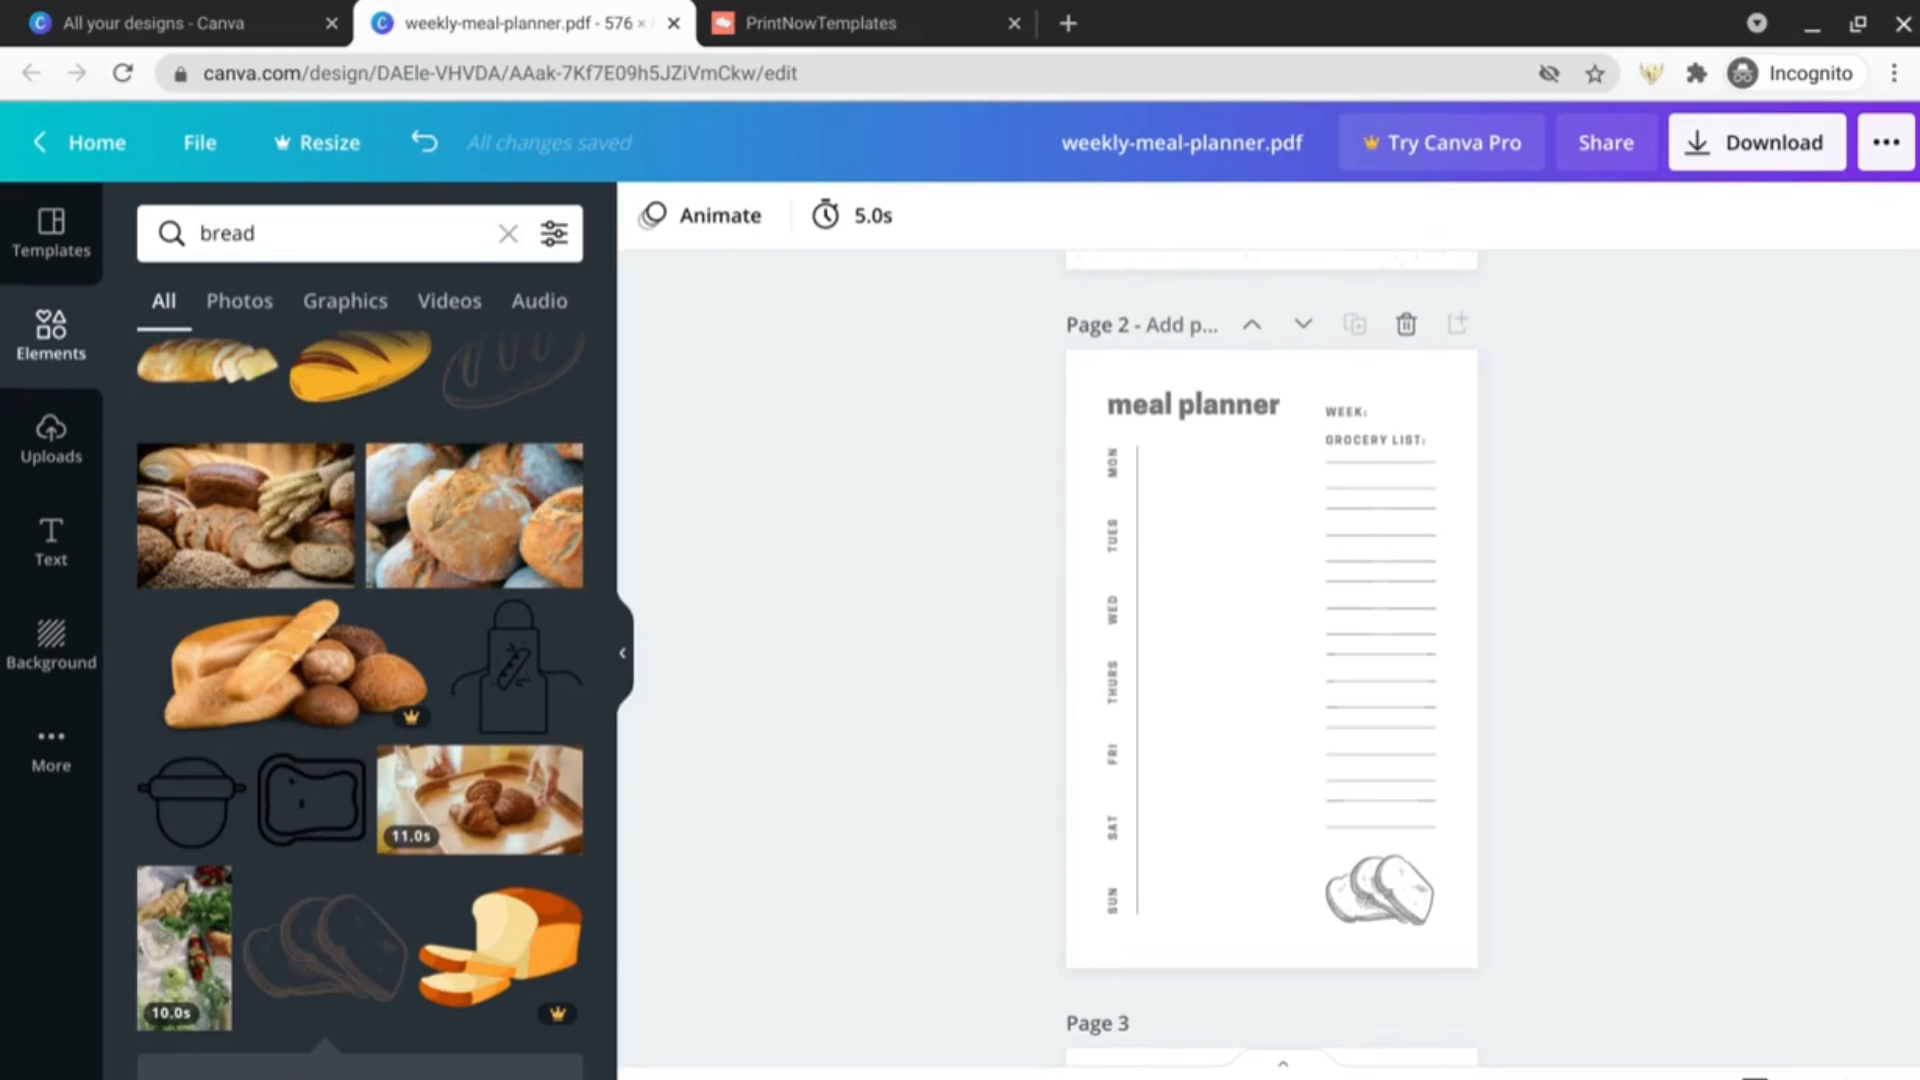 All your designs - Canva
weekly-meal-planner.pdf - 576 ×
PrintNowTemplates
canva.com/design/DAEle-VHVDA/AAak-7Kf7E09h5JZiVmCkw/edit
Incognito
Home
File
Resize
All changes saved
weekly-meal-planner.pdf
Try Canva Pro
Share
Download
Templates
Elements
Uploads
Text
Background
More
bread
All
Photos
Graphics
Videos
Audio
11.0s
10.0s
Animate
5.0s
Page 2 - Add p...
meal planner
WEEK:
GROCERY LIST:
MON
TUES
WED
THURS
FRI
SAT
SUN
Page 3